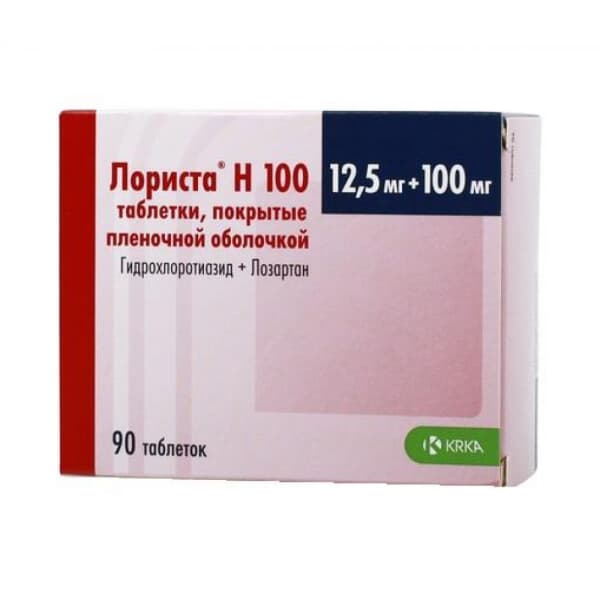 Лориста® Н 100
12,5 мг + 100 мг
таблетки, покрытые
пленочной оболочкой
Гидрохлоротиазид + Лозартан
90 таблеток
KRKA